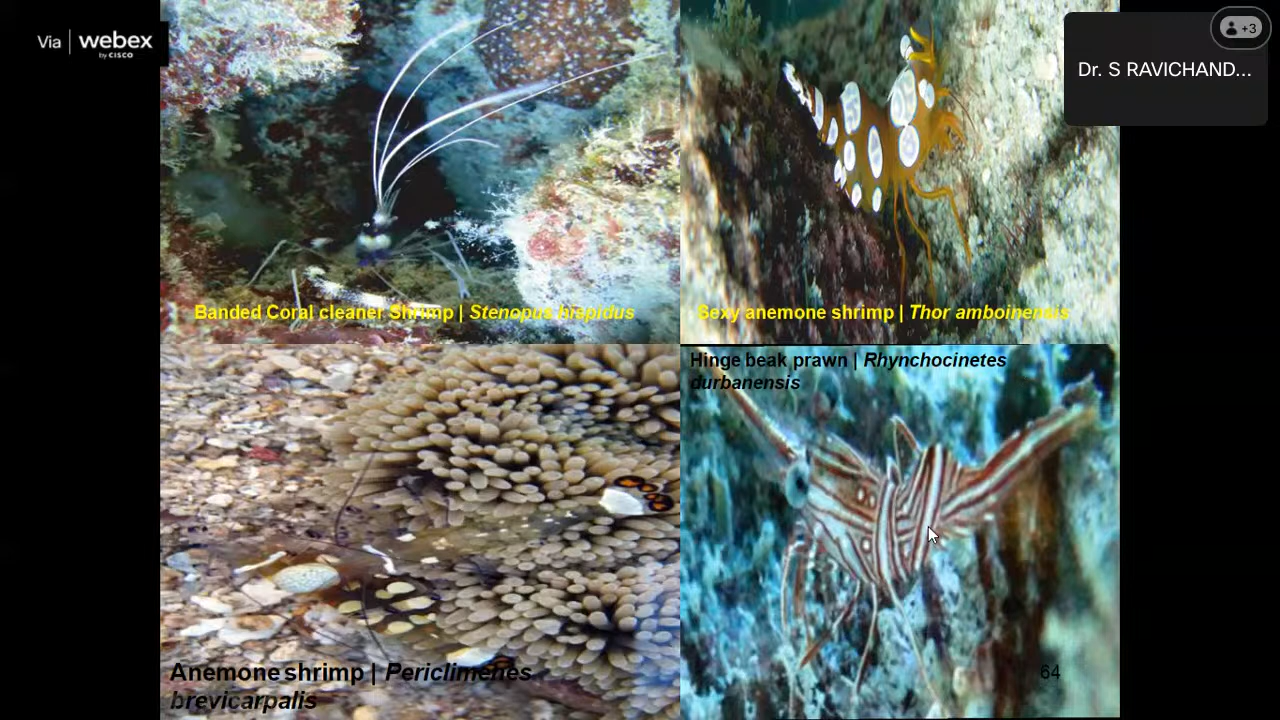 Via webex
by CISCO
+3
Dr. S RAVICHAND...
Banded Coral cleaner Shrimp | Stenopus hispidus
Sexy anemone shrimp | Thor amboinensis
Hinge beak prawn | Rhynchocinetes
durbanensis
Anemone shrimp | Periclimenes
brevicarpalis
64